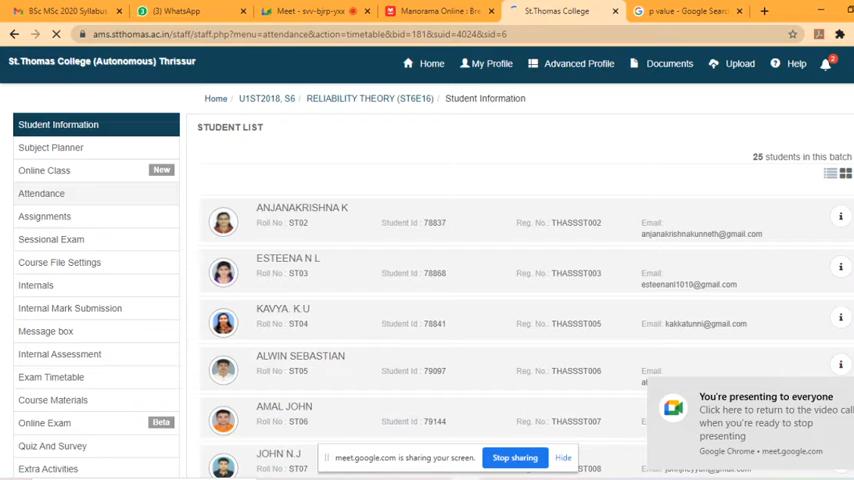 BSc MSc 2020 Syllabus
(3) WhatsApp
Meet - svv-bjrp-yxx
Manorama Online : Bre
St.Thomas College
p value - Google Searc
ams.stthomas.ac.in/staff/staff.php?menu=attendance&action=timetable&bid=181&suid=4024&sid=6
St.Thomas College (Autonomous) Thrissur
Home
My Profile
Advanced Profile
Documents
Upload
Help
2
Home / U1ST2018, S6 / RELIABILITY THEORY (ST6E16) / Student Information
Student Information
Subject Planner
Online Class New
Attendance
Assignments
Sessional Exam
Course File Settings
Internals
Internal Mark Submission
Message box
Internal Assessment
Exam Timetable
Course Materials
Online Exam Beta
Quiz And Survey
Extra Activities
STUDENT LIST
25 students in this batch
ANJANAKRISHNA K
Roll No : ST02 Student Id : 78837 Reg. No.: THASSST002 Email:
anjanakrishnakunneth@gmail.com
ESTEENA N L
Roll No : ST03 Student Id : 78868 Reg. No.: THASSST003 Email:
esteenanl1019@gmail.com
KAVYA. K.U
Roll No : ST04 Student Id : 78841 Reg. No.: THASSST005 Email: kakkatunni@gmail.com
ALWIN SEBASTIAN
Roll No : ST05 Student Id : 79097 Reg. No.: THASSST006 Email:
AMAL JOHN
Roll No : ST06 Student Id : 79144 Reg. No.: THASSST007
JOHN N.J
Roll No : ST07 THASSST008
You're presenting to everyone
Click here to return to the video call
when you're ready to stop
presenting
Google Chrome • meet.google.com
meet.google.com is sharing your screen.
Stop sharing
Hide